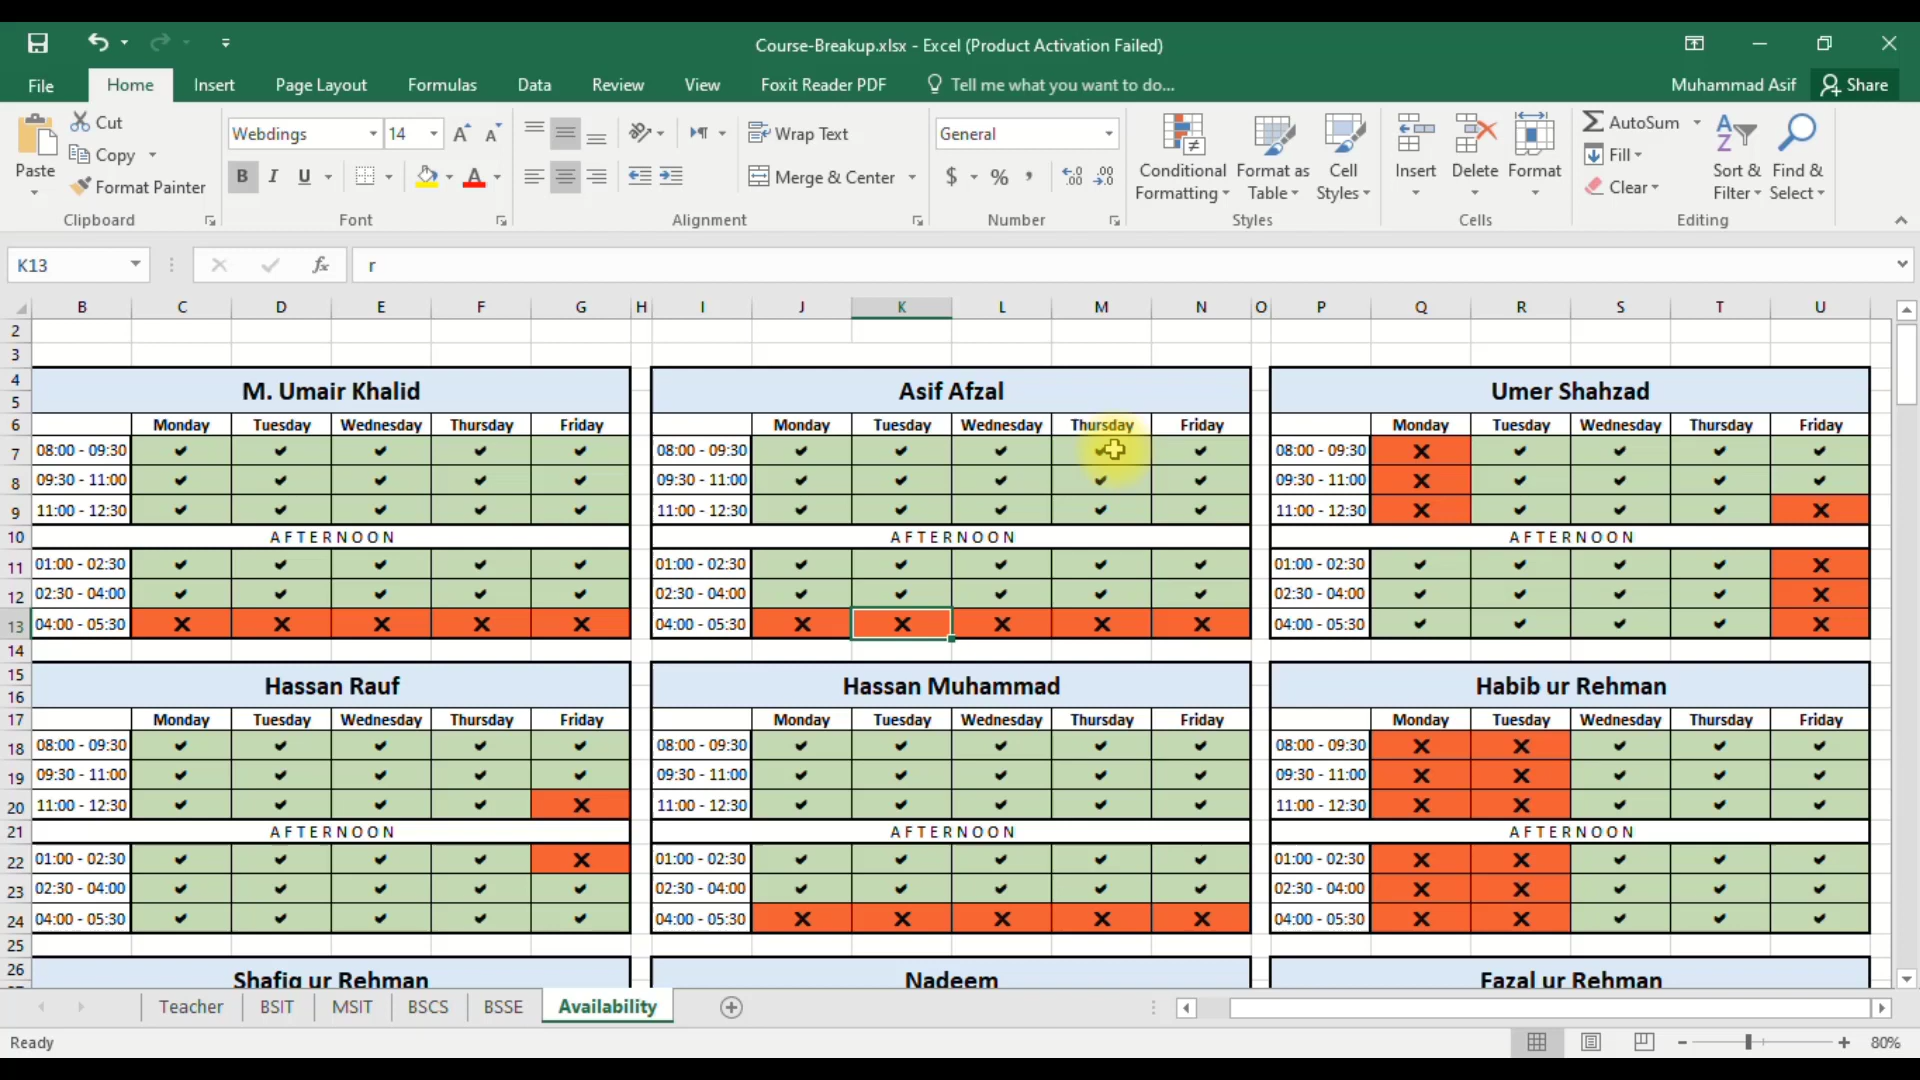 Course-Breakup.xlsx - Excel (Product Activation Failed)
File Home Insert Page Layout Formulas Data Review View Foxit Reader PDF Tell me what you want to do... Muhammad Asif Share
Paste
Cut
Copy
Format Painter
Clipboard
Webdings 14
B I U
Font
Wrap Text
Merge & Center
Alignment
General
$ % ,
Number
Conditional Formatting
Format as Table
Cell Styles
Styles
Insert Delete Format
Cells
AutoSum
Fill
Clear
Sort & Filter
Find & Select
Editing
K13 fx r
B C D E F G H I J K L M N O P Q R S T U
2
3
4 M. Umair Khalid Asif Afzal Umer Shahzad
5
6 Monday Tuesday Wednesday Thursday Friday Monday Tuesday Wednesday Thursday Friday Monday Tuesday Wednesday Thursday Friday
7 08:00 - 09:30 ✔ ✔ ✔ ✔ ✔ 08:00 - 09:30 ✔ ✔ ✔ ✔ ✔ 08:00 - 09:30 ✖ ✔ ✔ ✔ ✔
8 09:30 - 11:00 ✔ ✔ ✔ ✔ ✔ 09:30 - 11:00 ✔ ✔ ✔ ✔ ✔ 09:30 - 11:00 ✖ ✔ ✔ ✔ ✔
9 11:00 - 12:30 ✔ ✔ ✔ ✔ ✔ 11:00 - 12:30 ✔ ✔ ✔ ✔ ✔ 11:00 - 12:30 ✖ ✔ ✔ ✔ ✖
10 AFTERNOON AFTERNOON AFTERNOON
11 01:00 - 02:30 ✔ ✔ ✔ ✔ ✔ 01:00 - 02:30 ✔ ✔ ✔ ✔ ✔ 01:00 - 02:30 ✔ ✔ ✔ ✔ ✖
12 02:30 - 04:00 ✔ ✔ ✔ ✔ ✔ 02:30 - 04:00 ✔ ✔ ✔ ✔ ✔ 02:30 - 04:00 ✔ ✔ ✔ ✔ ✖
13 04:00 - 05:30 ✖ ✖ ✖ ✖ ✖ 04:00 - 05:30 ✖ ✖ ✖ ✖ ✖ 04:00 - 05:30 ✔ ✔ ✔ ✔ ✖
14
15 Hassan Rauf Hassan Muhammad Habib ur Rehman
16
17 Monday Tuesday Wednesday Thursday Friday Monday Tuesday Wednesday Thursday Friday Monday Tuesday Wednesday Thursday Friday
18 08:00 - 09:30 ✔ ✔ ✔ ✔ ✔ 08:00 - 09:30 ✔ ✔ ✔ ✔ ✔ 08:00 - 09:30 ✖ ✖ ✔ ✔ ✔
19 09:30 - 11:00 ✔ ✔ ✔ ✔ ✔ 09:30 - 11:00 ✔ ✔ ✔ ✔ ✔ 09:30 - 11:00 ✖ ✖ ✔ ✔ ✔
20 11:00 - 12:30 ✔ ✔ ✔ ✔ ✖ 11:00 - 12:30 ✔ ✔ ✔ ✔ ✔ 11:00 - 12:30 ✖ ✖ ✔ ✔ ✔
21 AFTERNOON AFTERNOON AFTERNOON
22 01:00 - 02:30 ✔ ✔ ✔ ✔ ✖ 01:00 - 02:30 ✔ ✔ ✔ ✔ ✔ 01:00 - 02:30 ✖ ✖ ✔ ✔ ✔
23 02:30 - 04:00 ✔ ✔ ✔ ✔ ✔ 02:30 - 04:00 ✔ ✔ ✔ ✔ ✔ 02:30 - 04:00 ✖ ✖ ✔ ✔ ✔
24 04:00 - 05:30 ✔ ✔ ✔ ✔ ✔ 04:00 - 05:30 ✖ ✖ ✖ ✖ ✖ 04:00 - 05:30 ✖ ✖ ✔ ✔ ✔
25
26 Shafiq ur Rehman Nadeem Fazal ur Rehman
Teacher BSIT MSIT BSCS BSSE Availability
Ready 80%